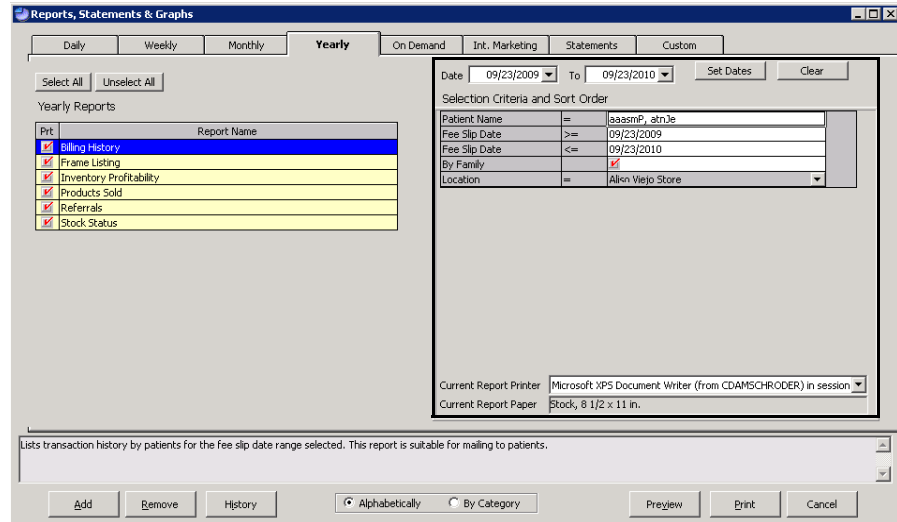 Reports, Statements & Graphs
Daily Weekly Monthly Yearly On Demand Int. Marketing Statements Custom
Select All Unselect All
Date 09/23/2009 To 09/23/2010 Set Dates Clear
Yearly Reports
Selection Criteria and Sort Order
Prt Report Name
Billing History
Frame Listing
Inventory Profitability
Products Sold
Referrals
Stock Status
Patient Name = aaasmP, atnJe
Fee Slip Date >= 09/23/2009
Fee Slip Date <= 09/23/2010
By Family
Location = Ali<n Viejo Store
Current Report Printer Microsoft XPS Document Writer (from CDAMSCHRODER) in session
Current Report Paper Stock, 8 1/2 x 11 in.
Lists transaction history by patients for the fee slip date range selected. This report is suitable for mailing to patients.
Add Remove History Alphabetically By Category Preview Print Cancel